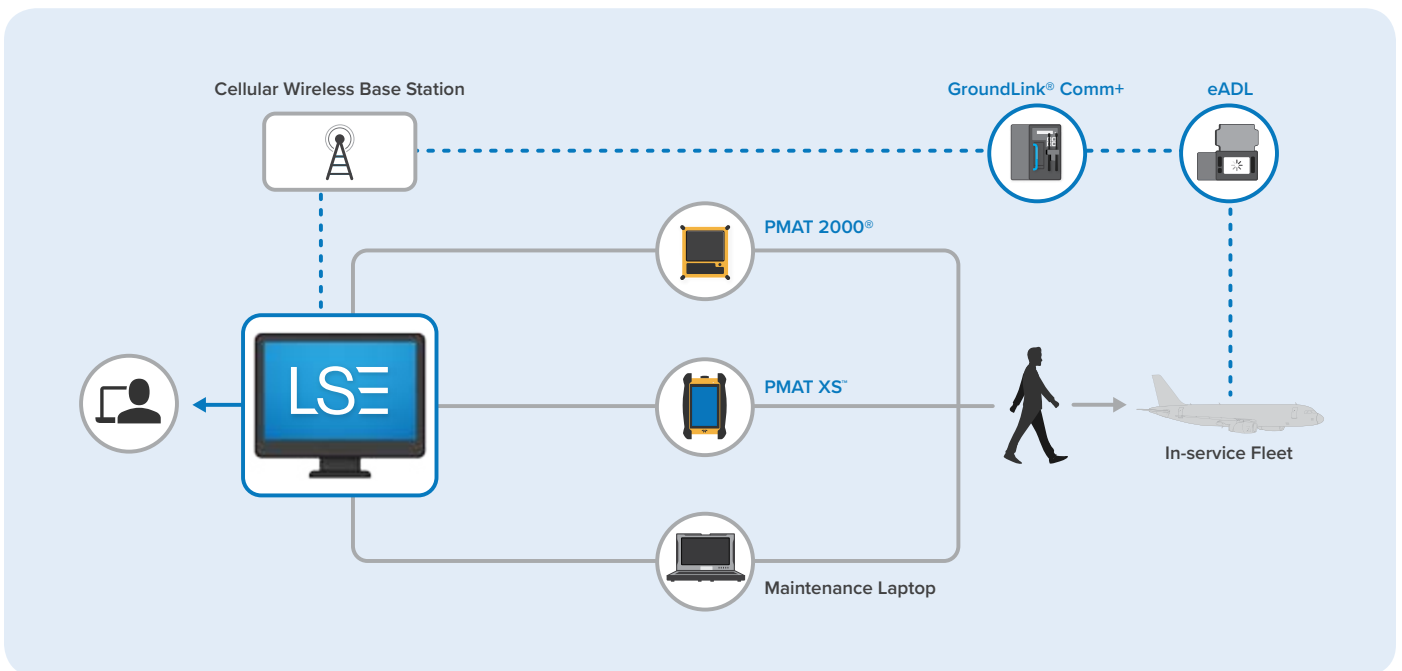 Cellular Wireless Base Station
GroundLink® Comm+
eADL
PMAT 2000®
LSE
PMAT XS™
In-service Fleet
Maintenance Laptop